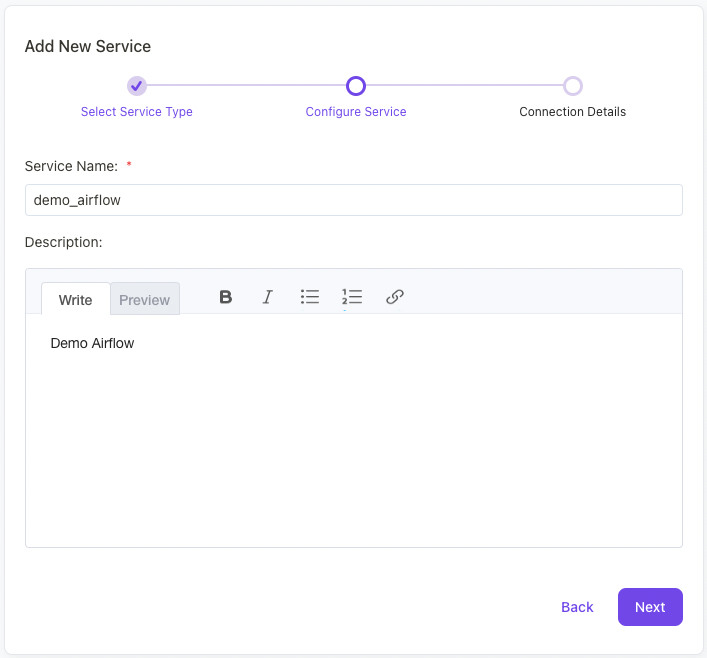 Add New Service
Select Service Type
Configure Service
Connection Details
Service Name: *
demo_airflow
Description:
Write
Preview
B
I
Demo Airflow
Back
Next